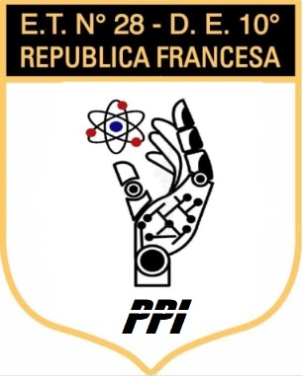 E.T. N° 28 - D. E. 10°
REPUBLICA FRANCESA
PPI